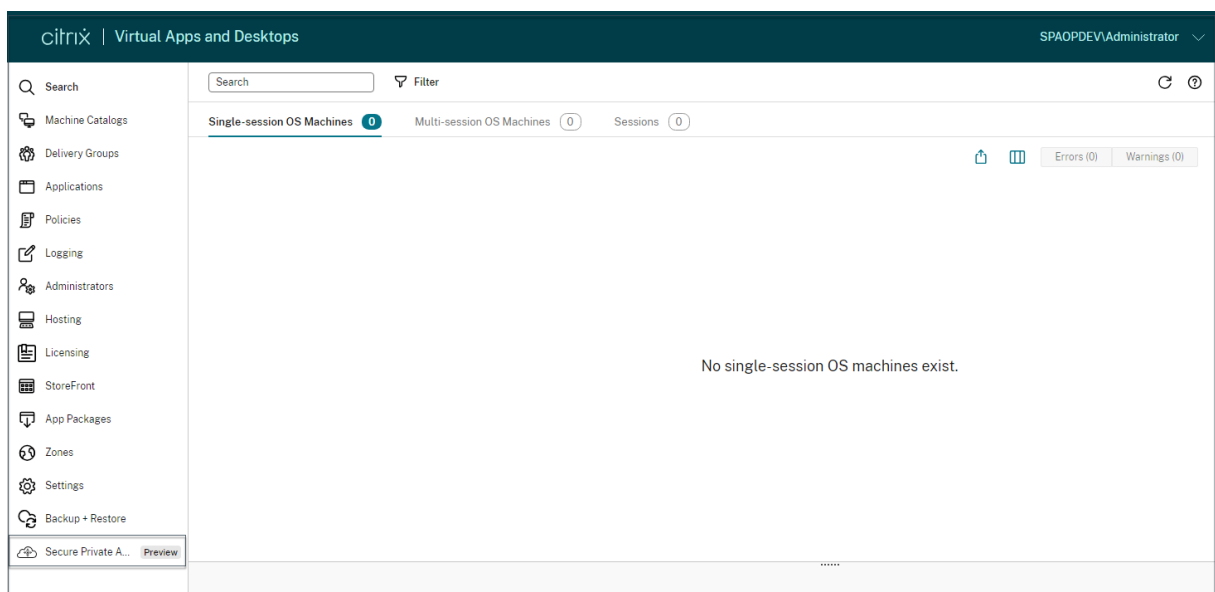 citrix | Virtual Apps and Desktops
SPAOPDEV\Administrator
Search
Machine Catalogs
Delivery Groups
Applications
Policies
Logging
Administrators
Hosting
Licensing
StoreFront
App Packages
Zones
Settings
Backup + Restore
Secure Private A... Preview
Search Filter
Single-session OS Machines 0 Multi-session OS Machines 0 Sessions 0
Errors (0) Warnings (0)
No single-session OS machines exist.